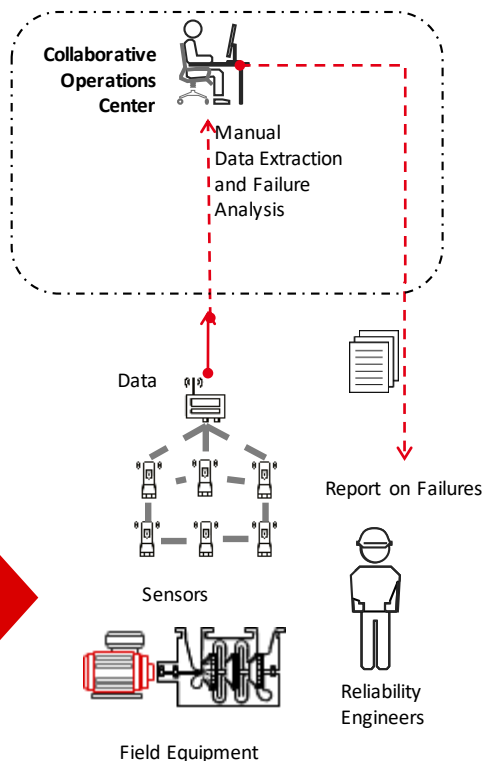 Collaborative
Operations
Center
Manual
Data Extraction
and Failure
Analysis
Data
Report on Failures
Sensors
Reliability
Engineers
Field Equipment